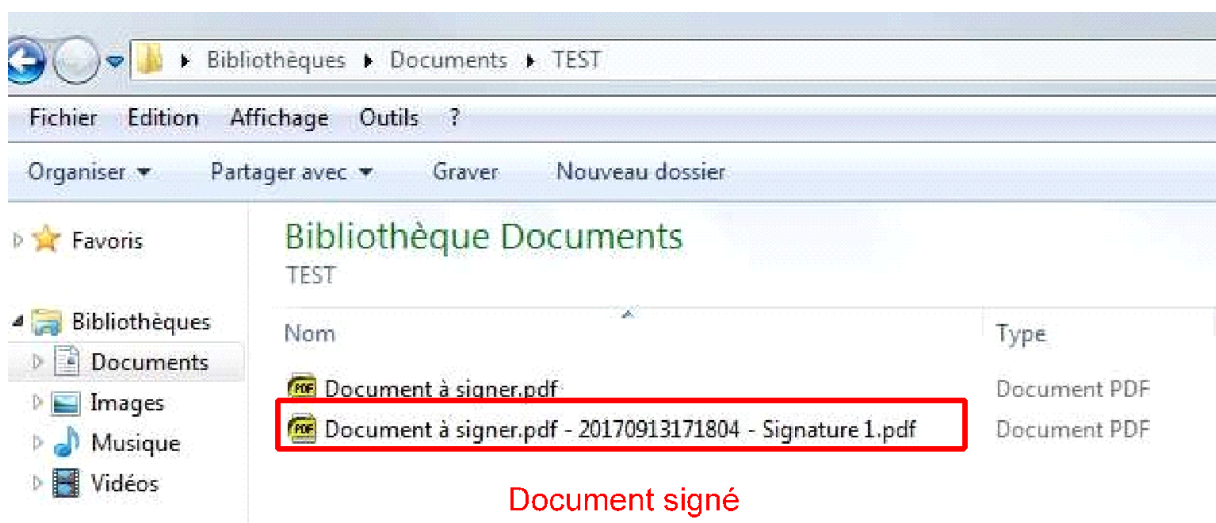 Bibliothèques Documents TEST
Fichier Edition Affichage Outils ?
Organiser Partager avec Graver Nouveau dossier
Favoris
Bibliothèques
Documents
Images
Musique
Vidéos
Bibliothèque Documents
TEST
Nom Type
PDF Document à signer.pdf Document PDF
PDF Document à signer.pdf - 20170913171804 - Signature 1.pdf Document PDF
Document signé